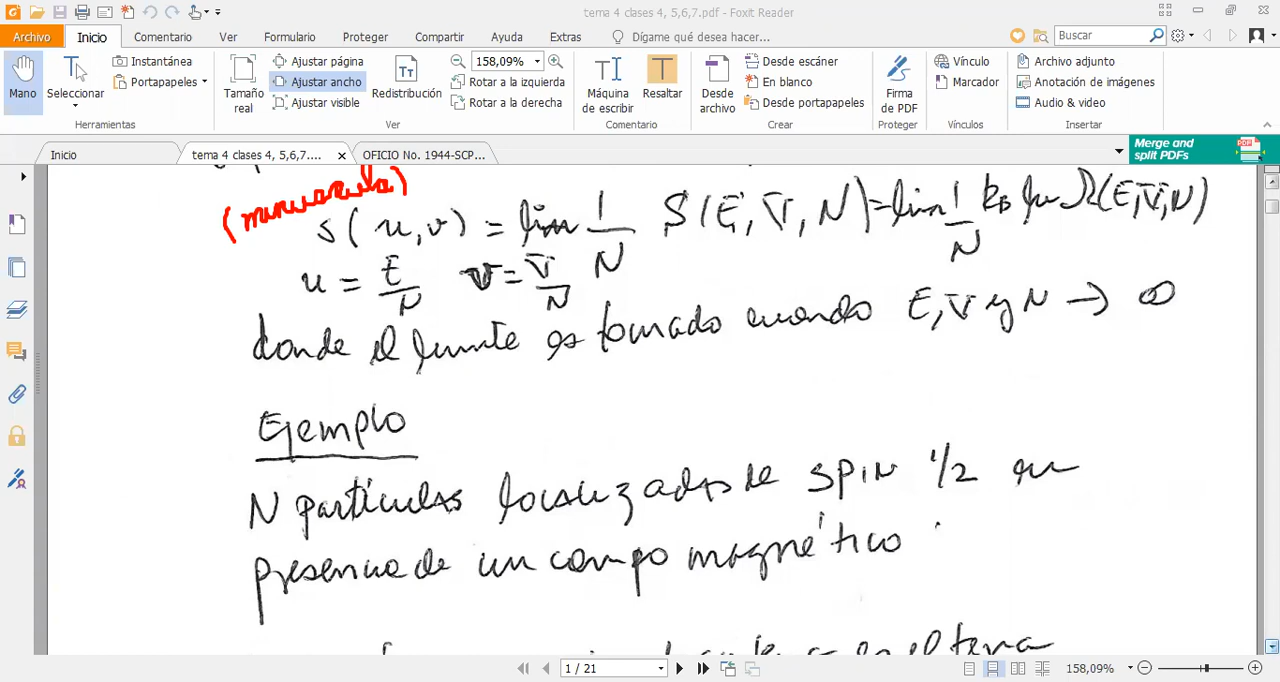 tema 4 clases 4, 5,6,7.pdf - Foxit Reader
Archivo Inicio Comentario Ver Formulario Proteger Compartir Ayuda Extras Dígame qué desea hacer... Buscar
Mano
Seleccionar
Instantánea
Portapapeles
Herramientas
Tamaño real
Ajustar página
Ajustar ancho
Ajustar visible
Redistribución
158,09%
Rotar a la izquierda
Rotar a la derecha
Ver
Máquina de escribir
Resaltar
Comentario
Desde archivo
Desde escáner
En blanco
Desde portapapeles
Crear
Firma de PDF
Proteger
Vínculo
Marcador
Vínculos
Archivo adjunto
Anotación de imágenes
Audio & video
Insertar
Inicio tema 4 clases 4, 5,6,7.... OFICIO No. 1944-SCP...
Merge and
split PDFs
(minuscula)
s(u,v) = lim 1/N S(E,V,N) = lim 1/N kB ln Ω(E,V,N)
u = E/N v = V/N
donde el limite es tomado cuando E, V y N → ∞
Ejemplo
N partículas localizadas de SPIN 1/2 en
presencia de un campo magnético
1 / 21 158,09%